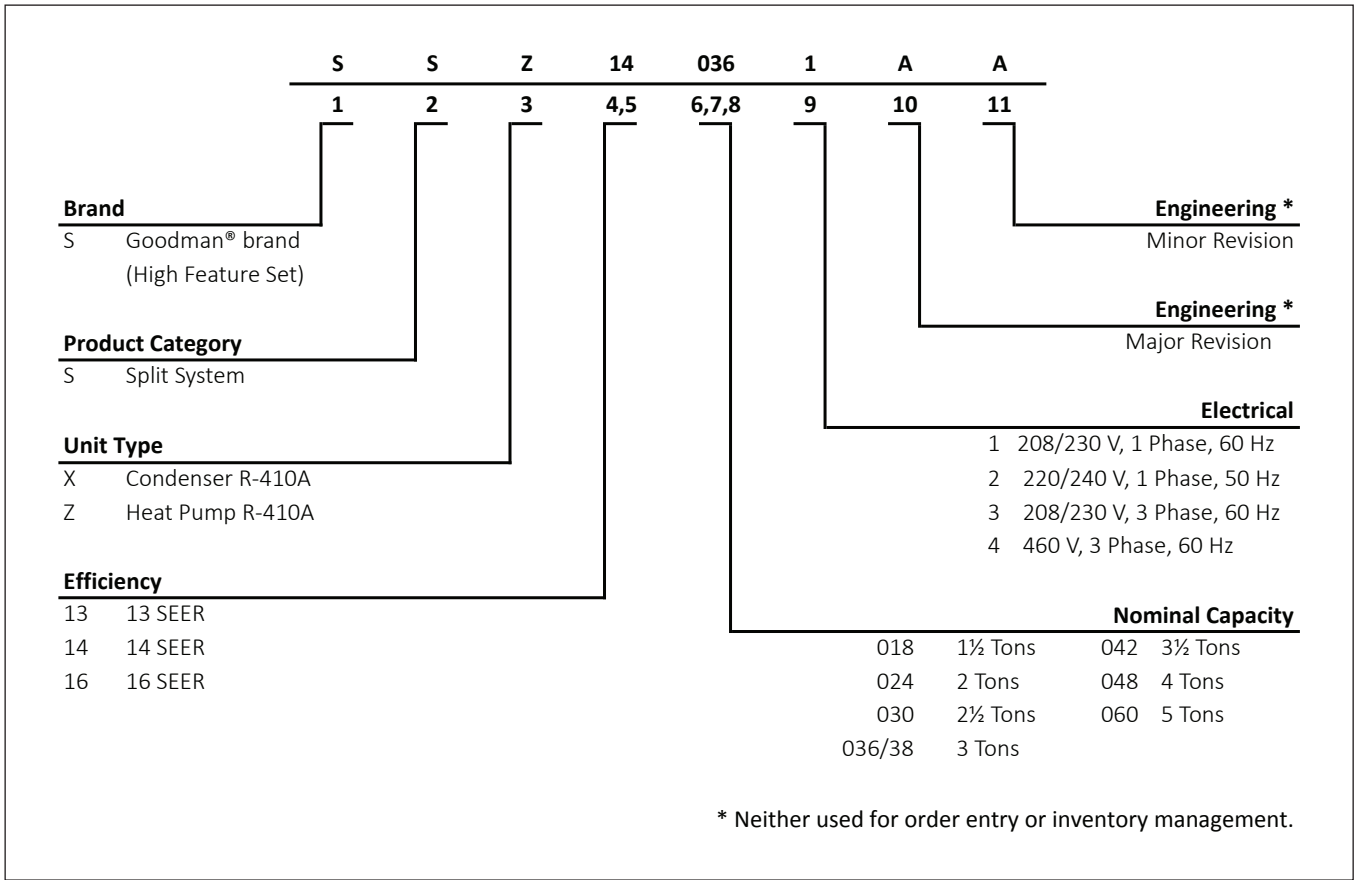 S S Z 14 036 1 A A
1 2 3 4,5 6,7,8 9 10 11
Brand
S Goodman® brand
(High Feature Set)
Product Category
S Split System
Unit Type
X Condenser R-410A
Z Heat Pump R-410A
Efficiency
13 13 SEER
14 14 SEER
16 16 SEER
Engineering *
Minor Revision
Engineering *
Major Revision
Electrical
1 208/230 V, 1 Phase, 60 Hz
2 220/240 V, 1 Phase, 50 Hz
3 208/230 V, 3 Phase, 60 Hz
4 460 V, 3 Phase, 60 Hz
Nominal Capacity
018 1½ Tons 042 3½ Tons
024 2 Tons 048 4 Tons
030 2½ Tons 060 5 Tons
036/38 3 Tons
* Neither used for order entry or inventory management.